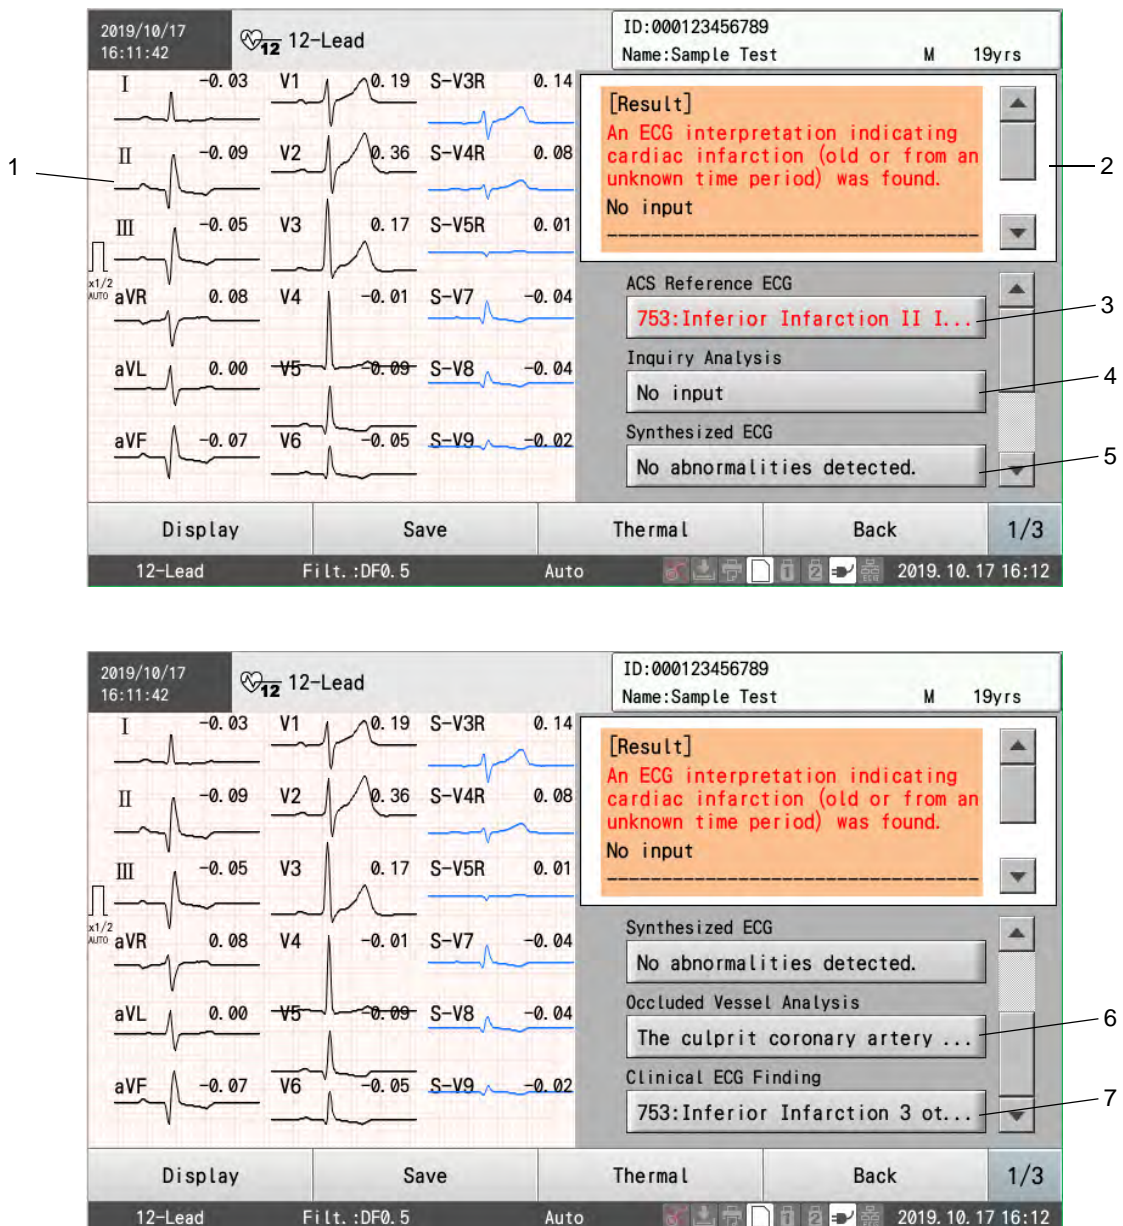 2019/10/17
16:11:42
12 12-Lead
ID:000123456789
Name:Sample Test M 19yrs
I -0.03 V1 0.19 S-V3R 0.14
II -0.09 V2 0.36 S-V4R 0.08
III -0.05 V3 0.17 S-V5R 0.01
x1/2
AUTO
aVR 0.08 V4 -0.01 S-V7 -0.04
aVL 0.00 V5 -0.09 S-V8 -0.04
aVF -0.07 V6 -0.05 S-V9 -0.02
1
[Result]
An ECG interpretation indicating
cardiac infarction (old or from an
unknown time period) was found.
No input
2
ACS Reference ECG
753:Inferior Infarction II I...
3
Inquiry Analysis
No input
4
Synthesized ECG
No abnormalities detected.
5
Display Save Thermal Back 1/3
12-Lead Filt.:DF0.5 Auto 1 2 2019.10.17 16:12
2019/10/17
16:11:42
12 12-Lead
ID:000123456789
Name:Sample Test M 19yrs
I -0.03 V1 0.19 S-V3R 0.14
II -0.09 V2 0.36 S-V4R 0.08
III -0.05 V3 0.17 S-V5R 0.01
x1/2
AUTO
aVR 0.08 V4 -0.01 S-V7 -0.04
aVL 0.00 V5 -0.09 S-V8 -0.04
aVF -0.07 V6 -0.05 S-V9 -0.02
[Result]
An ECG interpretation indicating
cardiac infarction (old or from an
unknown time period) was found.
No input
Synthesized ECG
No abnormalities detected.
Occluded Vessel Analysis
The culprit coronary artery ...
6
Clinical ECG Finding
753:Inferior Infarction 3 ot...
7
Display Save Thermal Back 1/3
12-Lead Filt.:DF0.5 Auto 1 2 2019.10.17 16:12